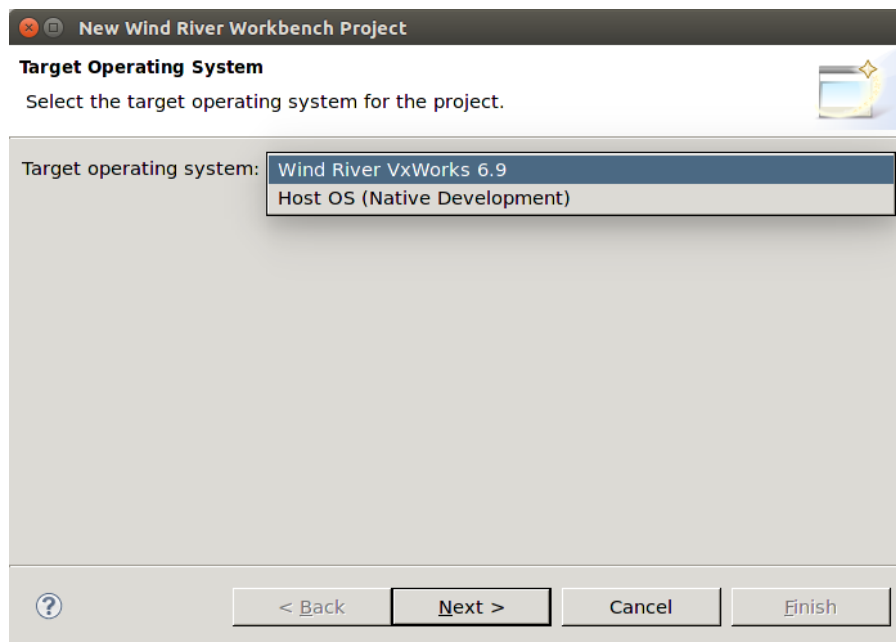 New Wind River Workbench Project
Target Operating System
Select the target operating system for the project.
Target operating system: Wind River VxWorks 6.9
Host OS (Native Development)
? < Back Next > Cancel Finish